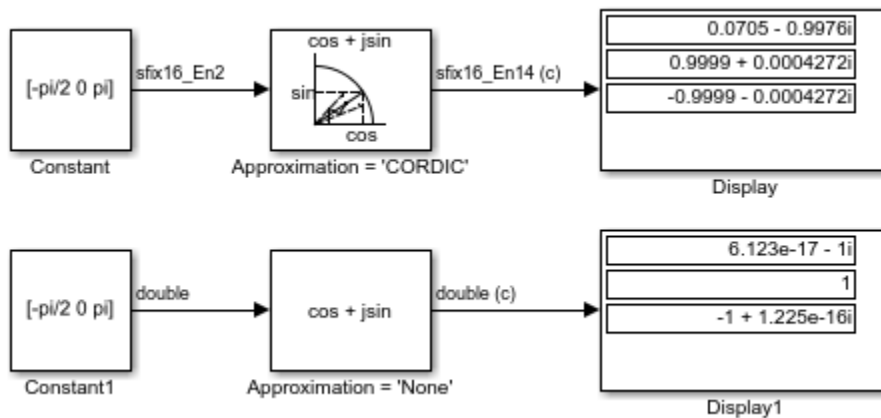 cos + jsin
0.0705 - 0.9976i
[-pi/2 0 pi]
sfix16_En2
sin
cos
sfix16_En14 (c)
0.9999 + 0.0004272i
-0.9999 - 0.0004272i
Constant
Approximation = 'CORDIC'
Display
6.123e-17 - 1i
[-pi/2 0 pi]
double
cos + jsin
double (c)
1
-1 + 1.225e-16i
Constant1
Approximation = 'None'
Display1